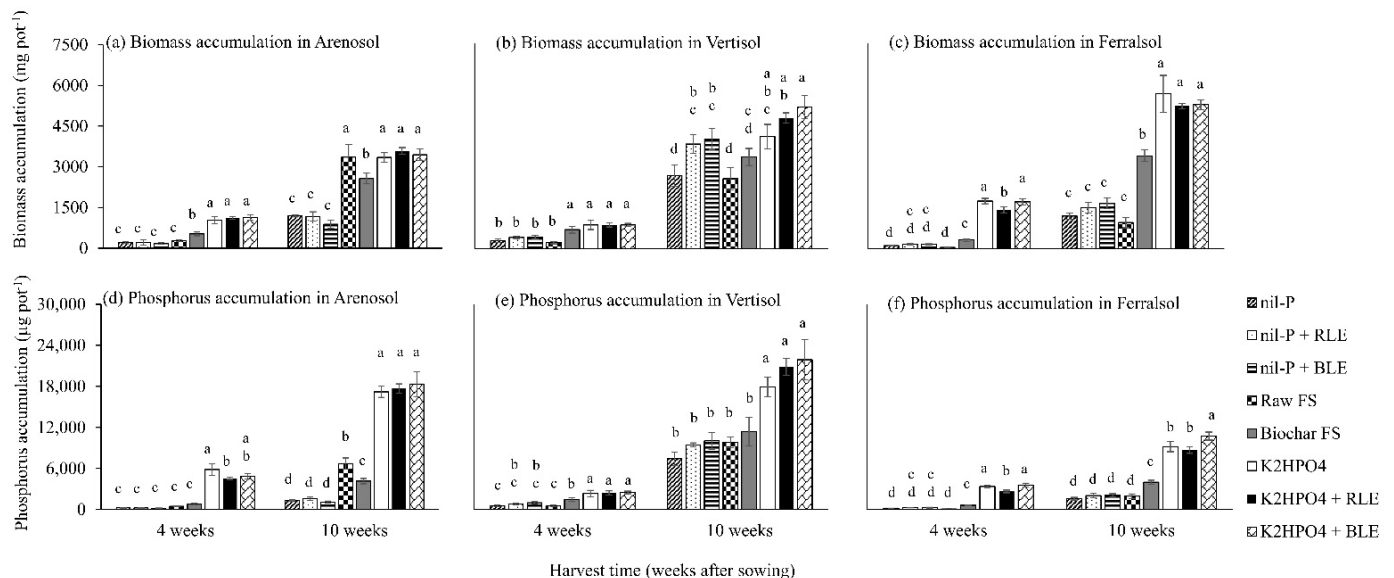 Biomass accumulation (mg pot⁻¹)
7500
6000
4500
3000
1500
0
(a) Biomass accumulation in Arenosol
c c c c b a a a
c c c a b a a a
(b) Biomass accumulation in Vertisol
b b b b a a a a
d b c b c d c d a b c a b a
(c) Biomass accumulation in Ferralsol
d c d c d d c a b a
c c c c b a a a
Phosphorus accumulation (µg pot⁻¹)
30,000
24,000
18,000
12,000
6,000
0
(d) Phosphorus accumulation in Arenosol
c c c c c a b a b
d d d b c a a a
(e) Phosphorus accumulation in Vertisol
c b c b c c b a a a
b b b b b a a a
(f) Phosphorus accumulation in Ferralsol
d c d c d d c a b a
d d d d c b b a
4 weeks 10 weeks
4 weeks 10 weeks
4 weeks 10 weeks
Harvest time (weeks after sowing)
nil-P
nil-P + RLE
nil-P + BLE
Raw FS
Biochar FS
K2HPO4
K2HPO4 + RLE
K2HPO4 + BLE